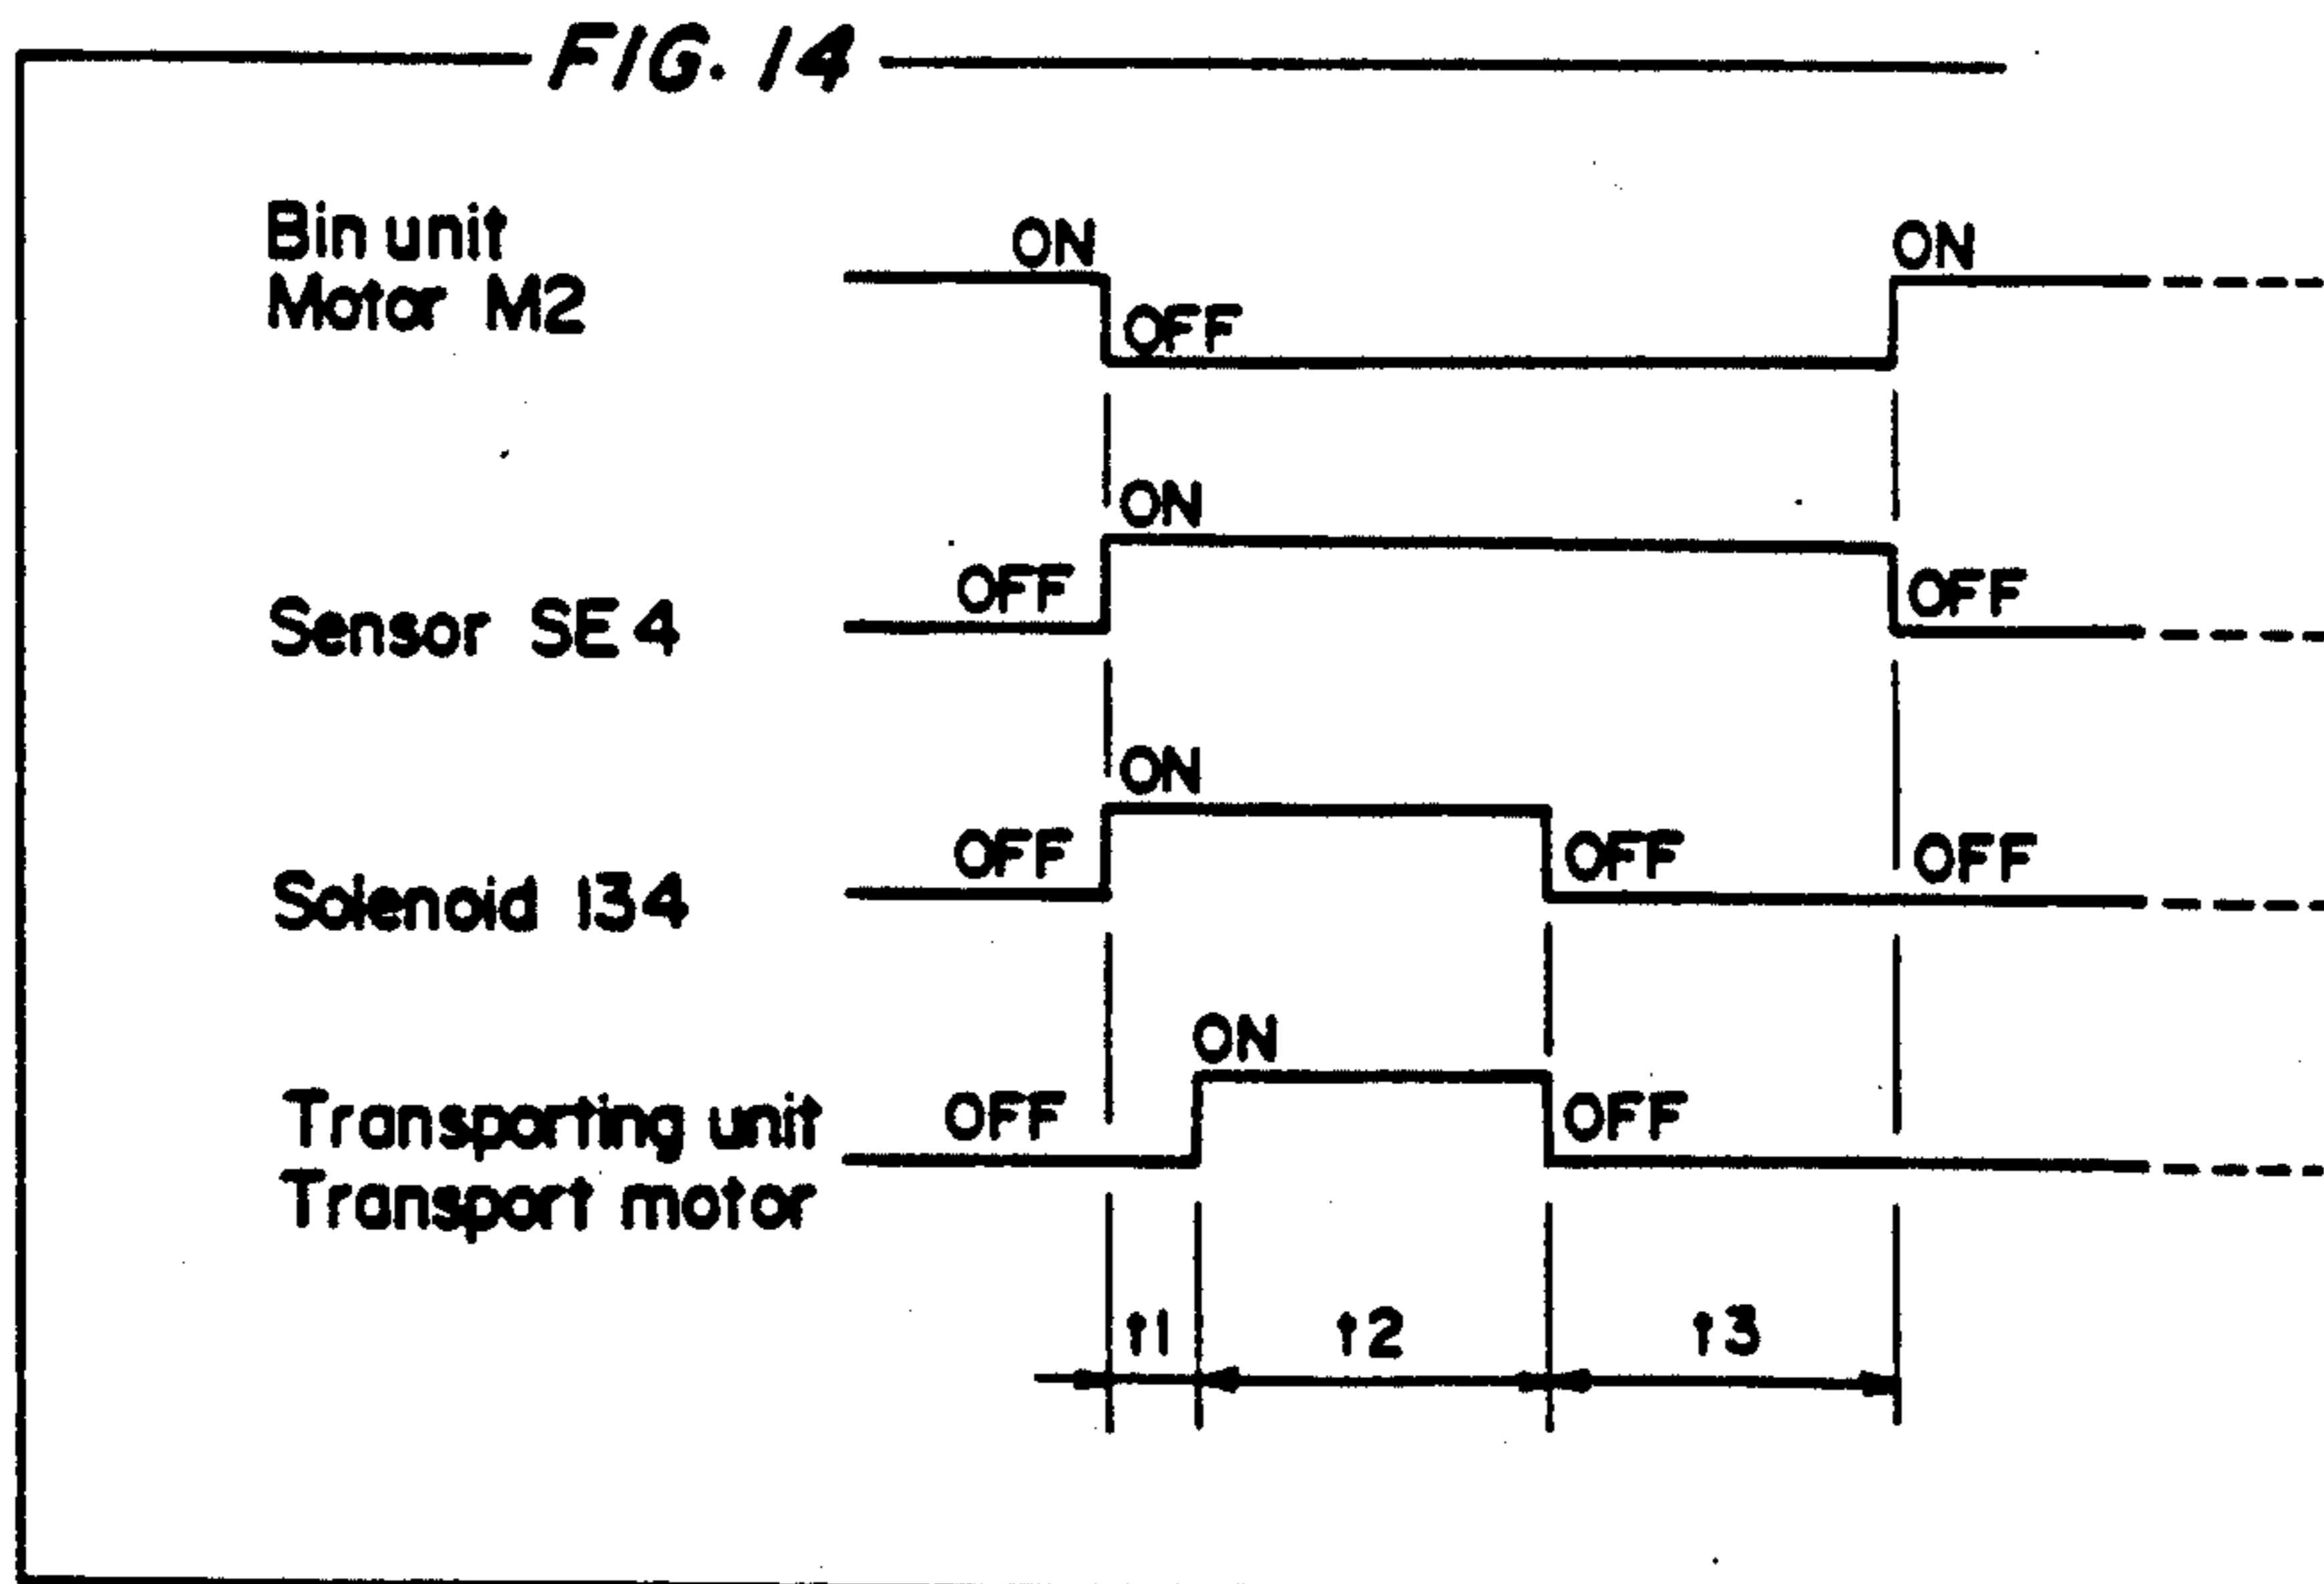 FIG. 14
Bin unit
Motor M2
ON
OFF
ON
Sensor SE4
OFF
ON
OFF
Solenoid 134
OFF
ON
OFF
OFF
Transporting unit
Transport motor
OFF
ON
OFF
t1
t2
t3